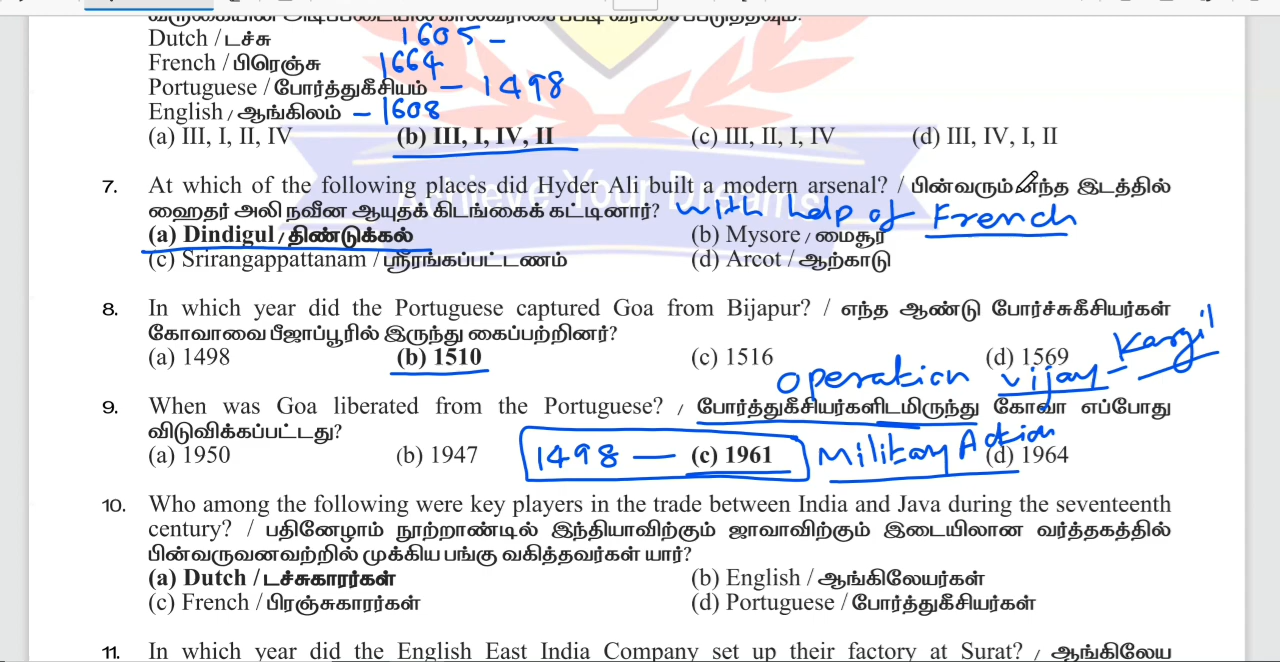 Dutch / டச்சு 1605 -
French / பிரெஞ்சு 1664
Portuguese / போர்த்துகீசியம் - 1498
English / ஆங்கிலம் - 1608
(a) III, I, II, IV (b) III, I, IV, II (c) III, II, I, IV (d) III, IV, I, II
7. At which of the following places did Hyder Ali built a modern arsenal? / பின்வரும் எந்த இடத்தில்
ஹைதர் அலி நவீன ஆயுதக் கிடங்கைக் கட்டினார்? with help of French
(a) Dindigul / திண்டுக்கல் (b) Mysore / மைசூர்
(c) Srirangappattanam / ஸ்ரீரங்கப்பட்டணம் (d) Arcot / ஆற்காடு
8. In which year did the Portuguese captured Goa from Bijapur? / எந்த ஆண்டு போர்ச்சுகீசியர்கள்
கோவாவை பீஜாப்பூரில் இருந்து கைப்பற்றினர்?
(a) 1498 (b) 1510 (c) 1516 (d) 1569
operation vijay - Kargil
9. When was Goa liberated from the Portuguese? / போர்த்துகீசியர்களிடமிருந்து கோவா எப்போது
விடுவிக்கப்பட்டது?
(a) 1950 (b) 1947 1498 — (c) 1961 Military Action (d) 1964
10. Who among the following were key players in the trade between India and Java during the seventeenth
century? / பதினேழாம் நூற்றாண்டில் இந்தியாவிற்கும் ஜாவாவிற்கும் இடையிலான வர்த்தகத்தில்
பின்வருவனவற்றில் முக்கிய பங்கு வகித்தவர்கள் யார்?
(a) Dutch / டச்சுகாரர்கள் (b) English / ஆங்கிலேயர்கள்
(c) French / பிரஞ்சுகாரர்கள் (d) Portuguese / போர்த்துகீசியர்கள்
11. In which year did the English East India Company set up their factory at Surat? / ஆங்கிலேய